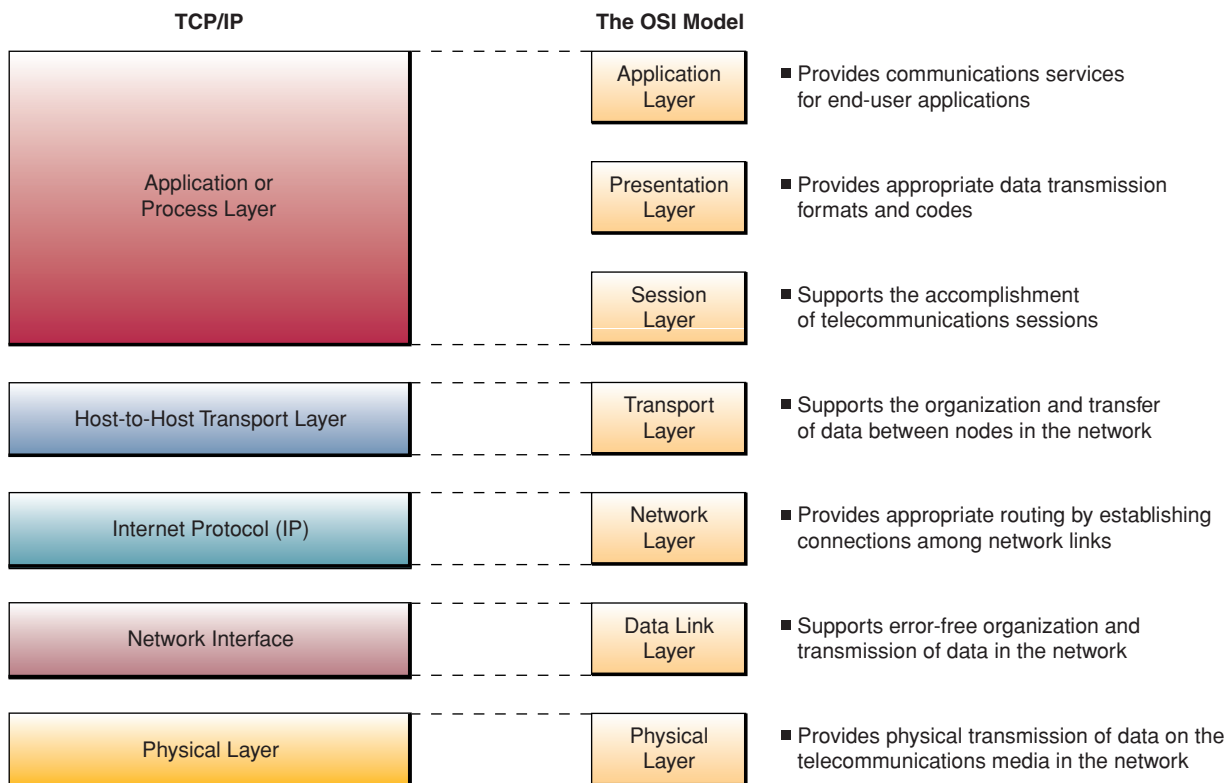 TCP/IP
The OSI Model
Application or
Process Layer
Application
Layer
■ Provides communications services
for end-user applications
Presentation
Layer
■ Provides appropriate data transmission
formats and codes
Session
Layer
■ Supports the accomplishment
of telecommunications sessions
Host-to-Host Transport Layer
Transport
Layer
■ Supports the organization and transfer
of data between nodes in the network
Internet Protocol (IP)
Network
Layer
■ Provides appropriate routing by establishing
connections among network links
Network Interface
Data Link
Layer
■ Supports error-free organization and
transmission of data in the network
Physical Layer
Physical
Layer
■ Provides physical transmission of data on the
telecommunications media in the network